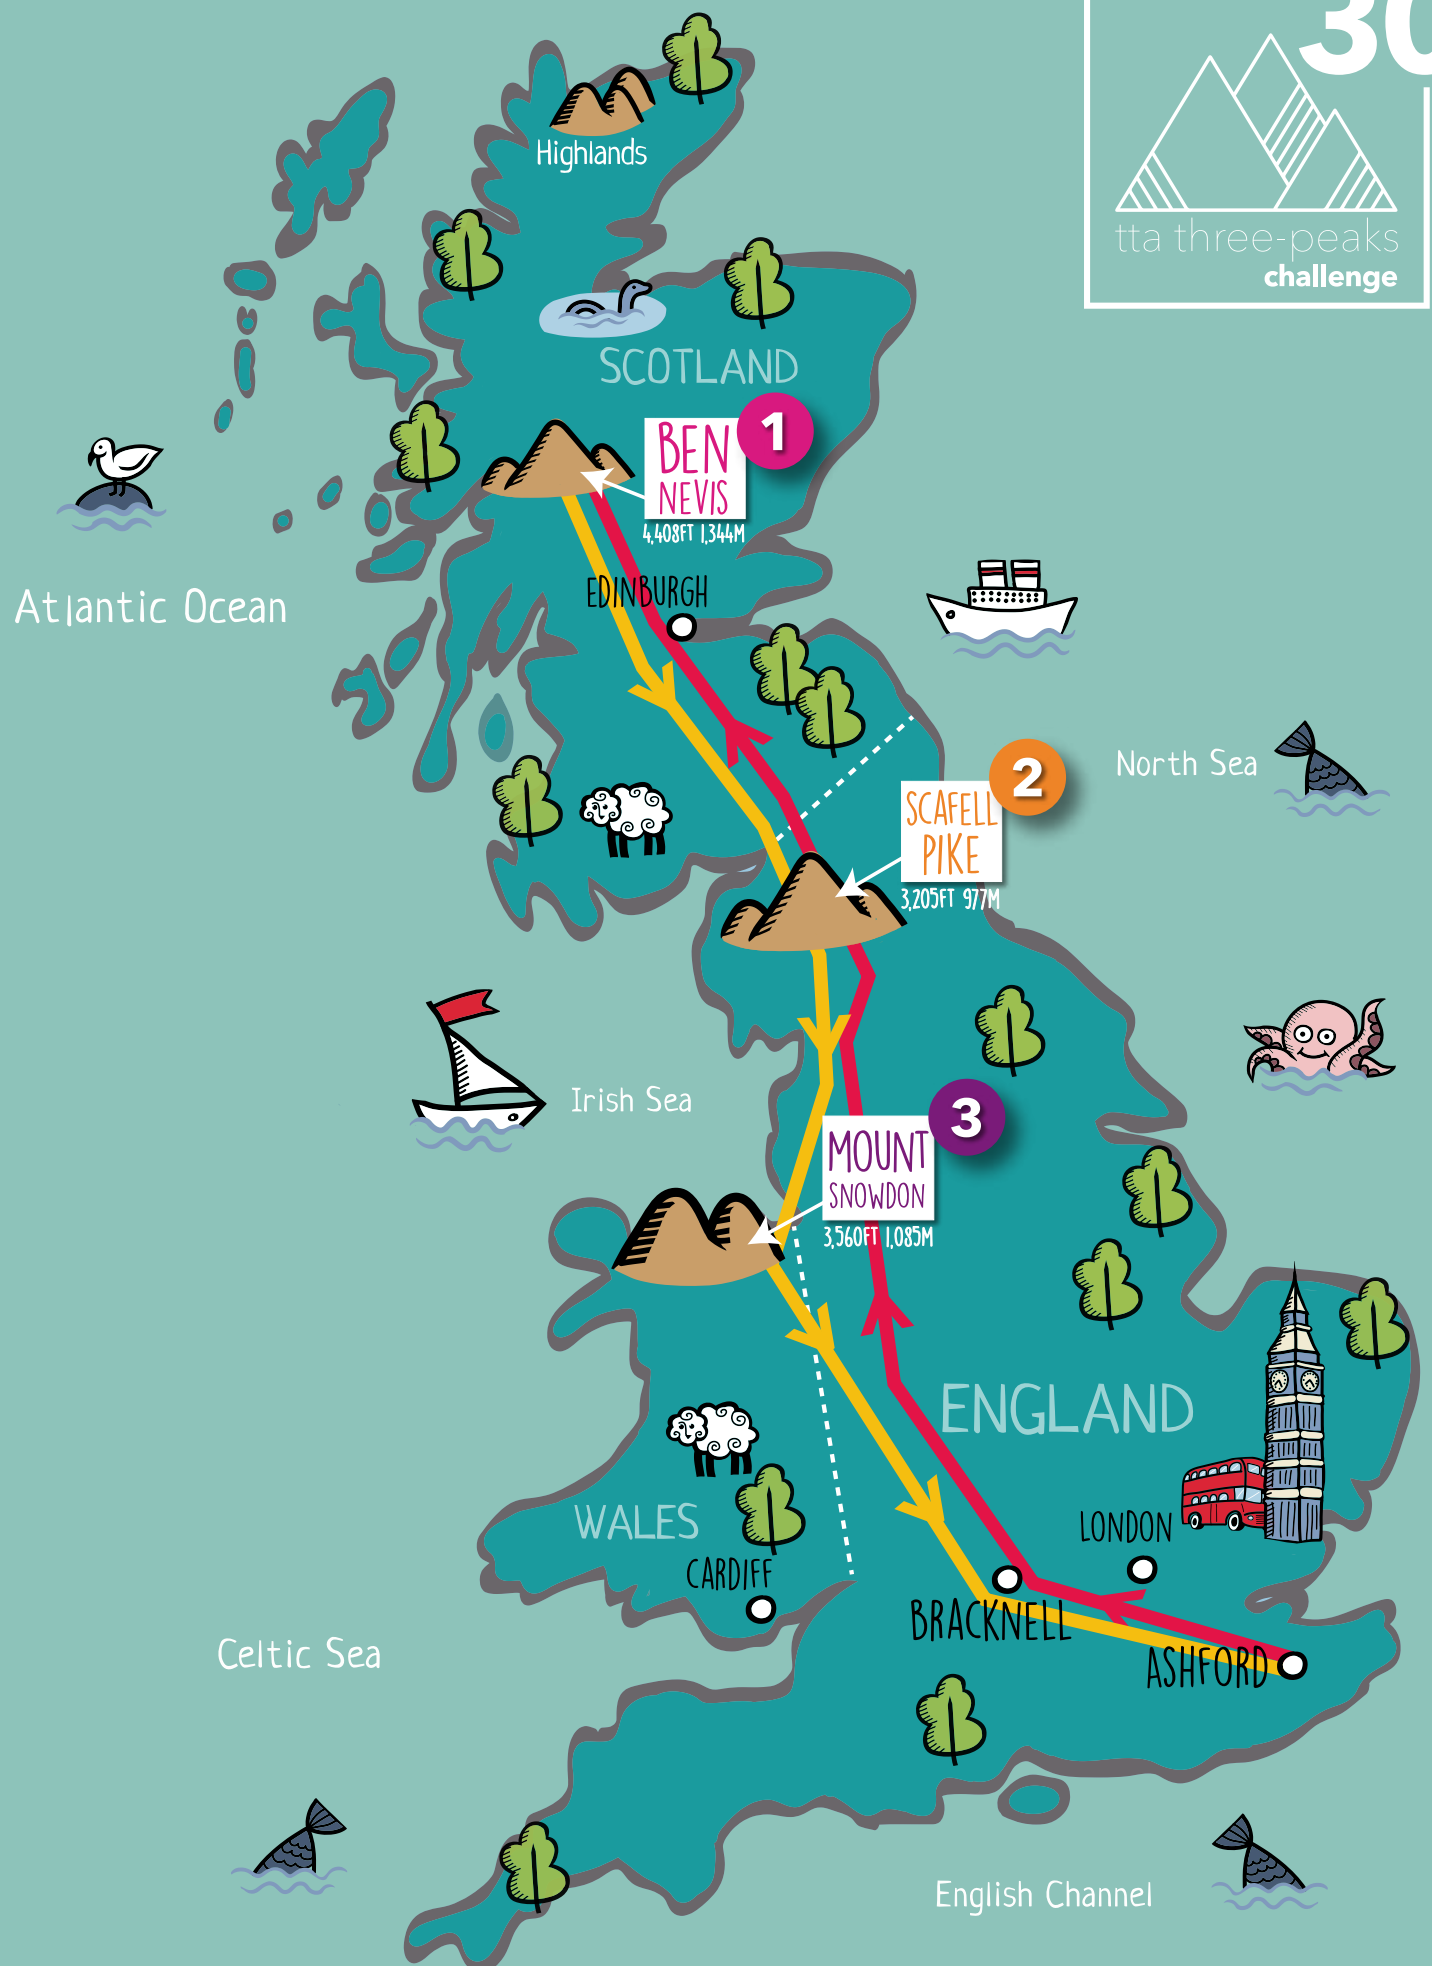 30
tta three-peaks
challenge
Highlands
SCOTLAND
1
BEN
NEVIS
4,408FT 1,344M
EDINBURGH
Atlantic Ocean
North Sea
2
SCAFELL
PIKE
3,205FT 977M
Irish Sea
3
MOUNT
SNOWDON
3,560FT 1,085M
ENGLAND
WALES
LONDON
CARDIFF
BRACKNELL
ASHFORD
Celtic Sea
English Channel